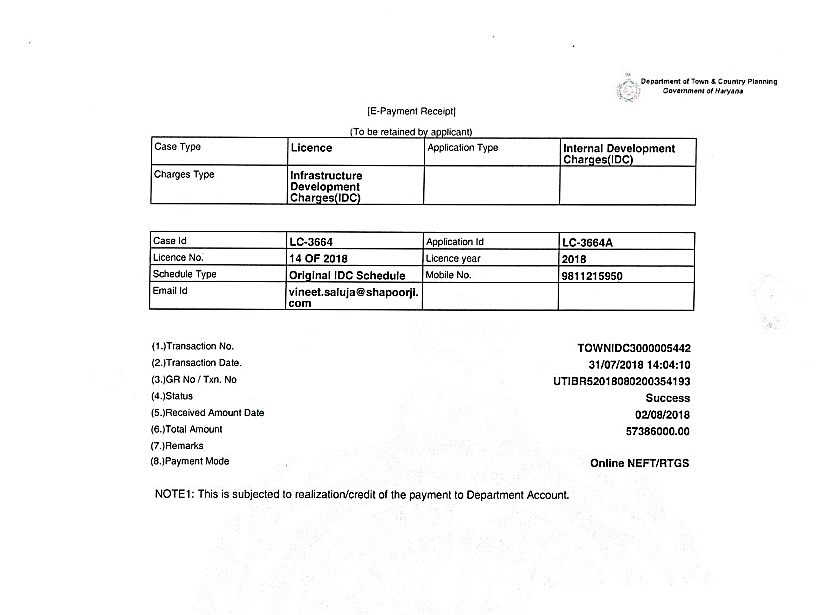 Department of Town & Country Planning
Government of Haryana
[E-Payment Receipt]
(To be retained by applicant)
Case Type Licence Application Type Internal Development Charges(IDC)
Charges Type Infrastructure Development Charges(IDC)
Case Id LC-3664 Application Id LC-3664A
Licence No. 14 OF 2018 Licence year 2018
Schedule Type Original IDC Schedule Mobile No. 9811215950
Email Id vineet.saluja@shapoorji.com
(1.)Transaction No. TOWNIDC3000005442
(2.)Transaction Date. 31/07/2018 14:04:10
(3.)GR No / Txn. No UTIBR52018080200354193
(4.)Status Success
(5.)Received Amount Date 02/08/2018
(6.)Total Amount 57386000.00
(7.)Remarks
(8.)Payment Mode Online NEFT/RTGS
NOTE1: This is subjected to realization/credit of the payment to Department Account.